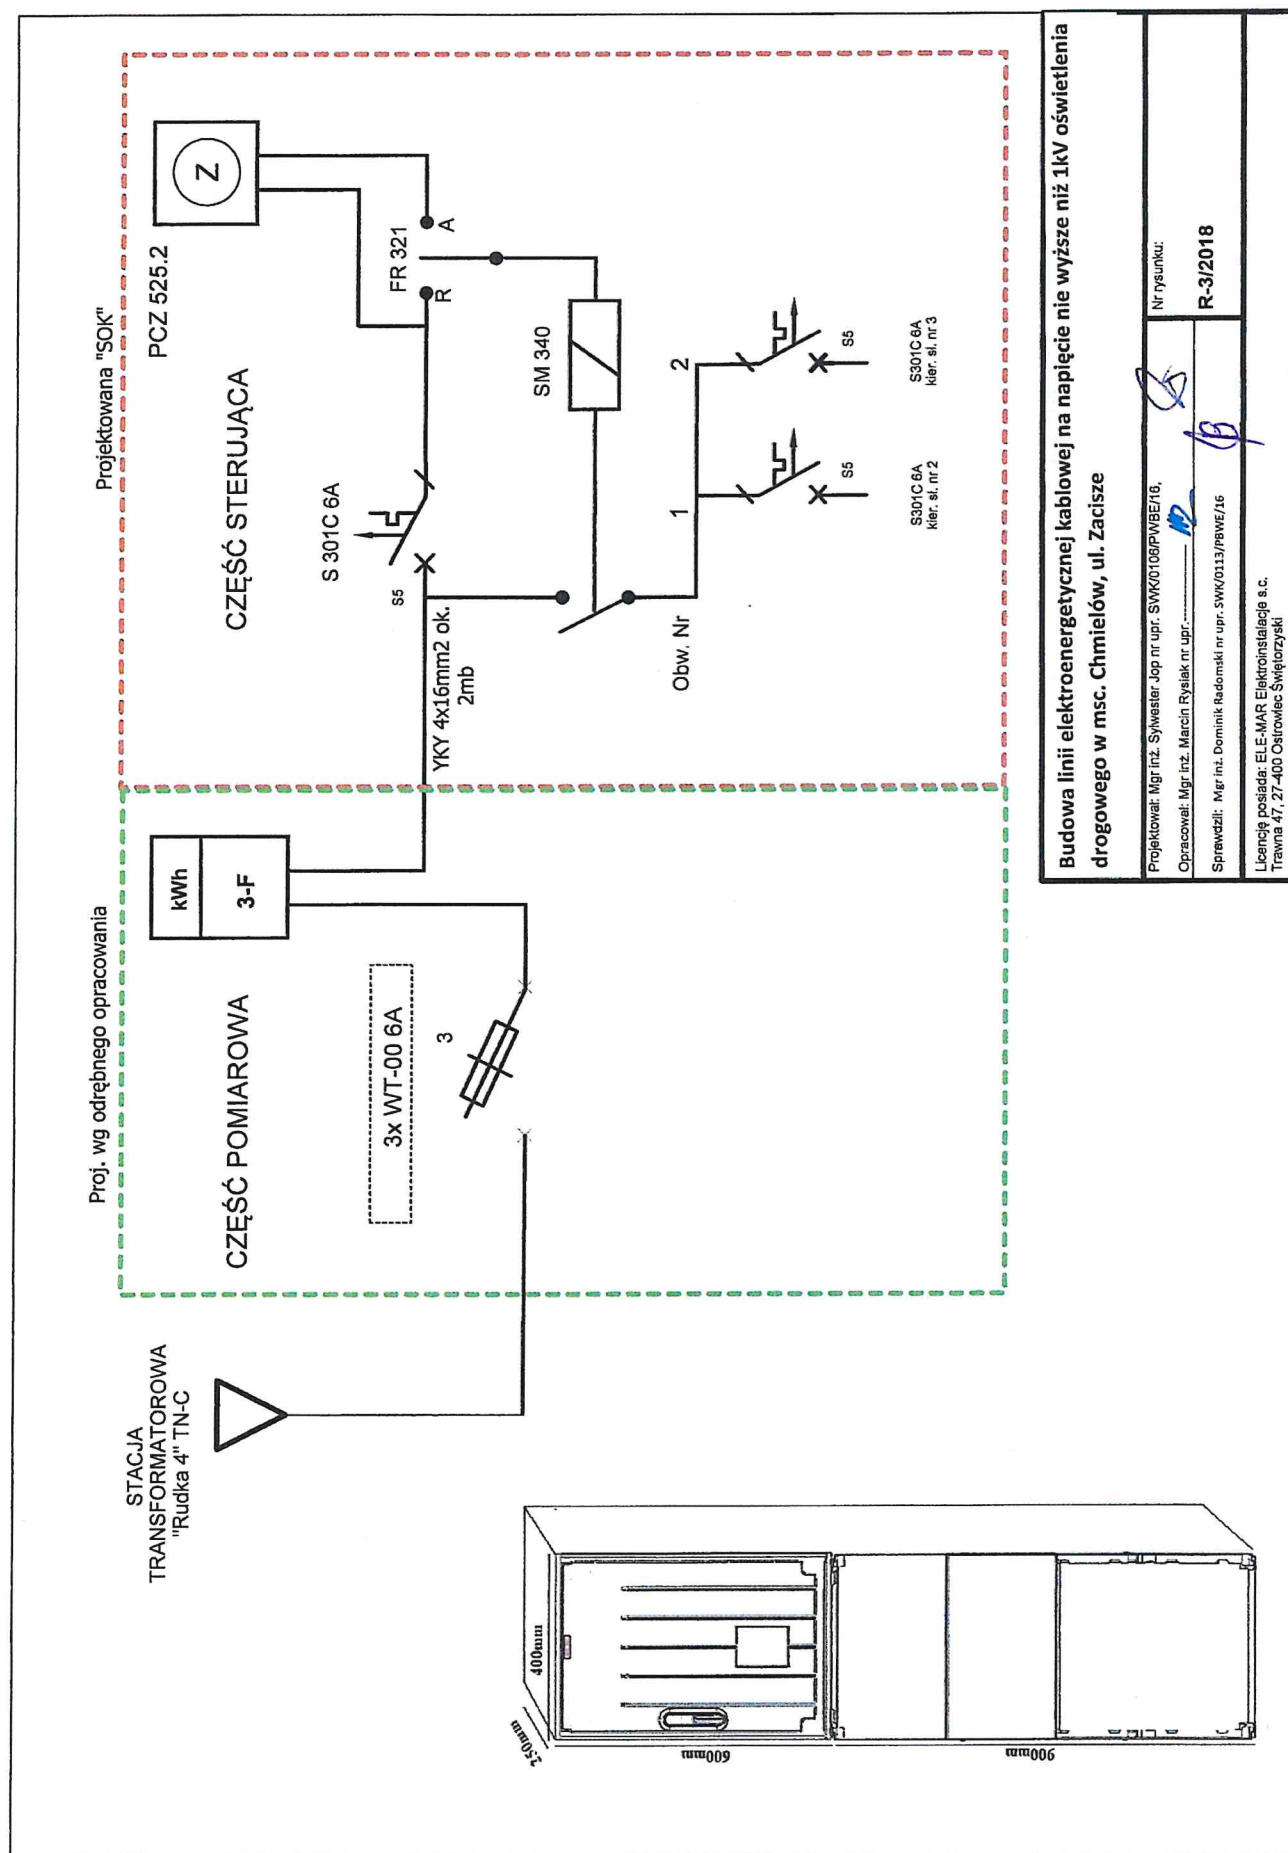 STACJA
TRANSFORMATOROWA
"Rudka 4" TN-C
Proj. wg odrębnego opracowania
CZĘŚĆ POMIAROWA
3x WT-00 6A
3
kWh
3-F
Projektowana "SOK"
CZĘŚĆ STERUJĄCA
PCZ 525.2
Z
S 301C 6A
S5
YKY 4x16mm2 ok.
2mb
FR 321
R
A
SM 340
Obw. Nr
1
2
S5
S5
S301C 6A
kier. sł. nr 2
S301C 6A
kier. sł. nr 3
400mm
250mm
600mm
900mm
Budowa linii elektroenergetycznej kablowej na napięcie nie wyższe niż 1kV oświetlenia
drogowego w msc. Chmielów, ul. Zacisze
Projektował: Mgr inż. Sylwester Jop nr upr. SWK/0106/PWBE/16,
Opracował: Mgr inż. Marcin Rysiak nr upr.------------
Sprawdził: Mgr inż. Dominik Radomski nr upr. SWK/0113/PBWE/16
Nr rysunku:
R-3/2018
Licencję posiada: ELE-MAR Elektroinstalacje s.c.
Trawna 47, 27-400 Ostrowiec Świętorzyski